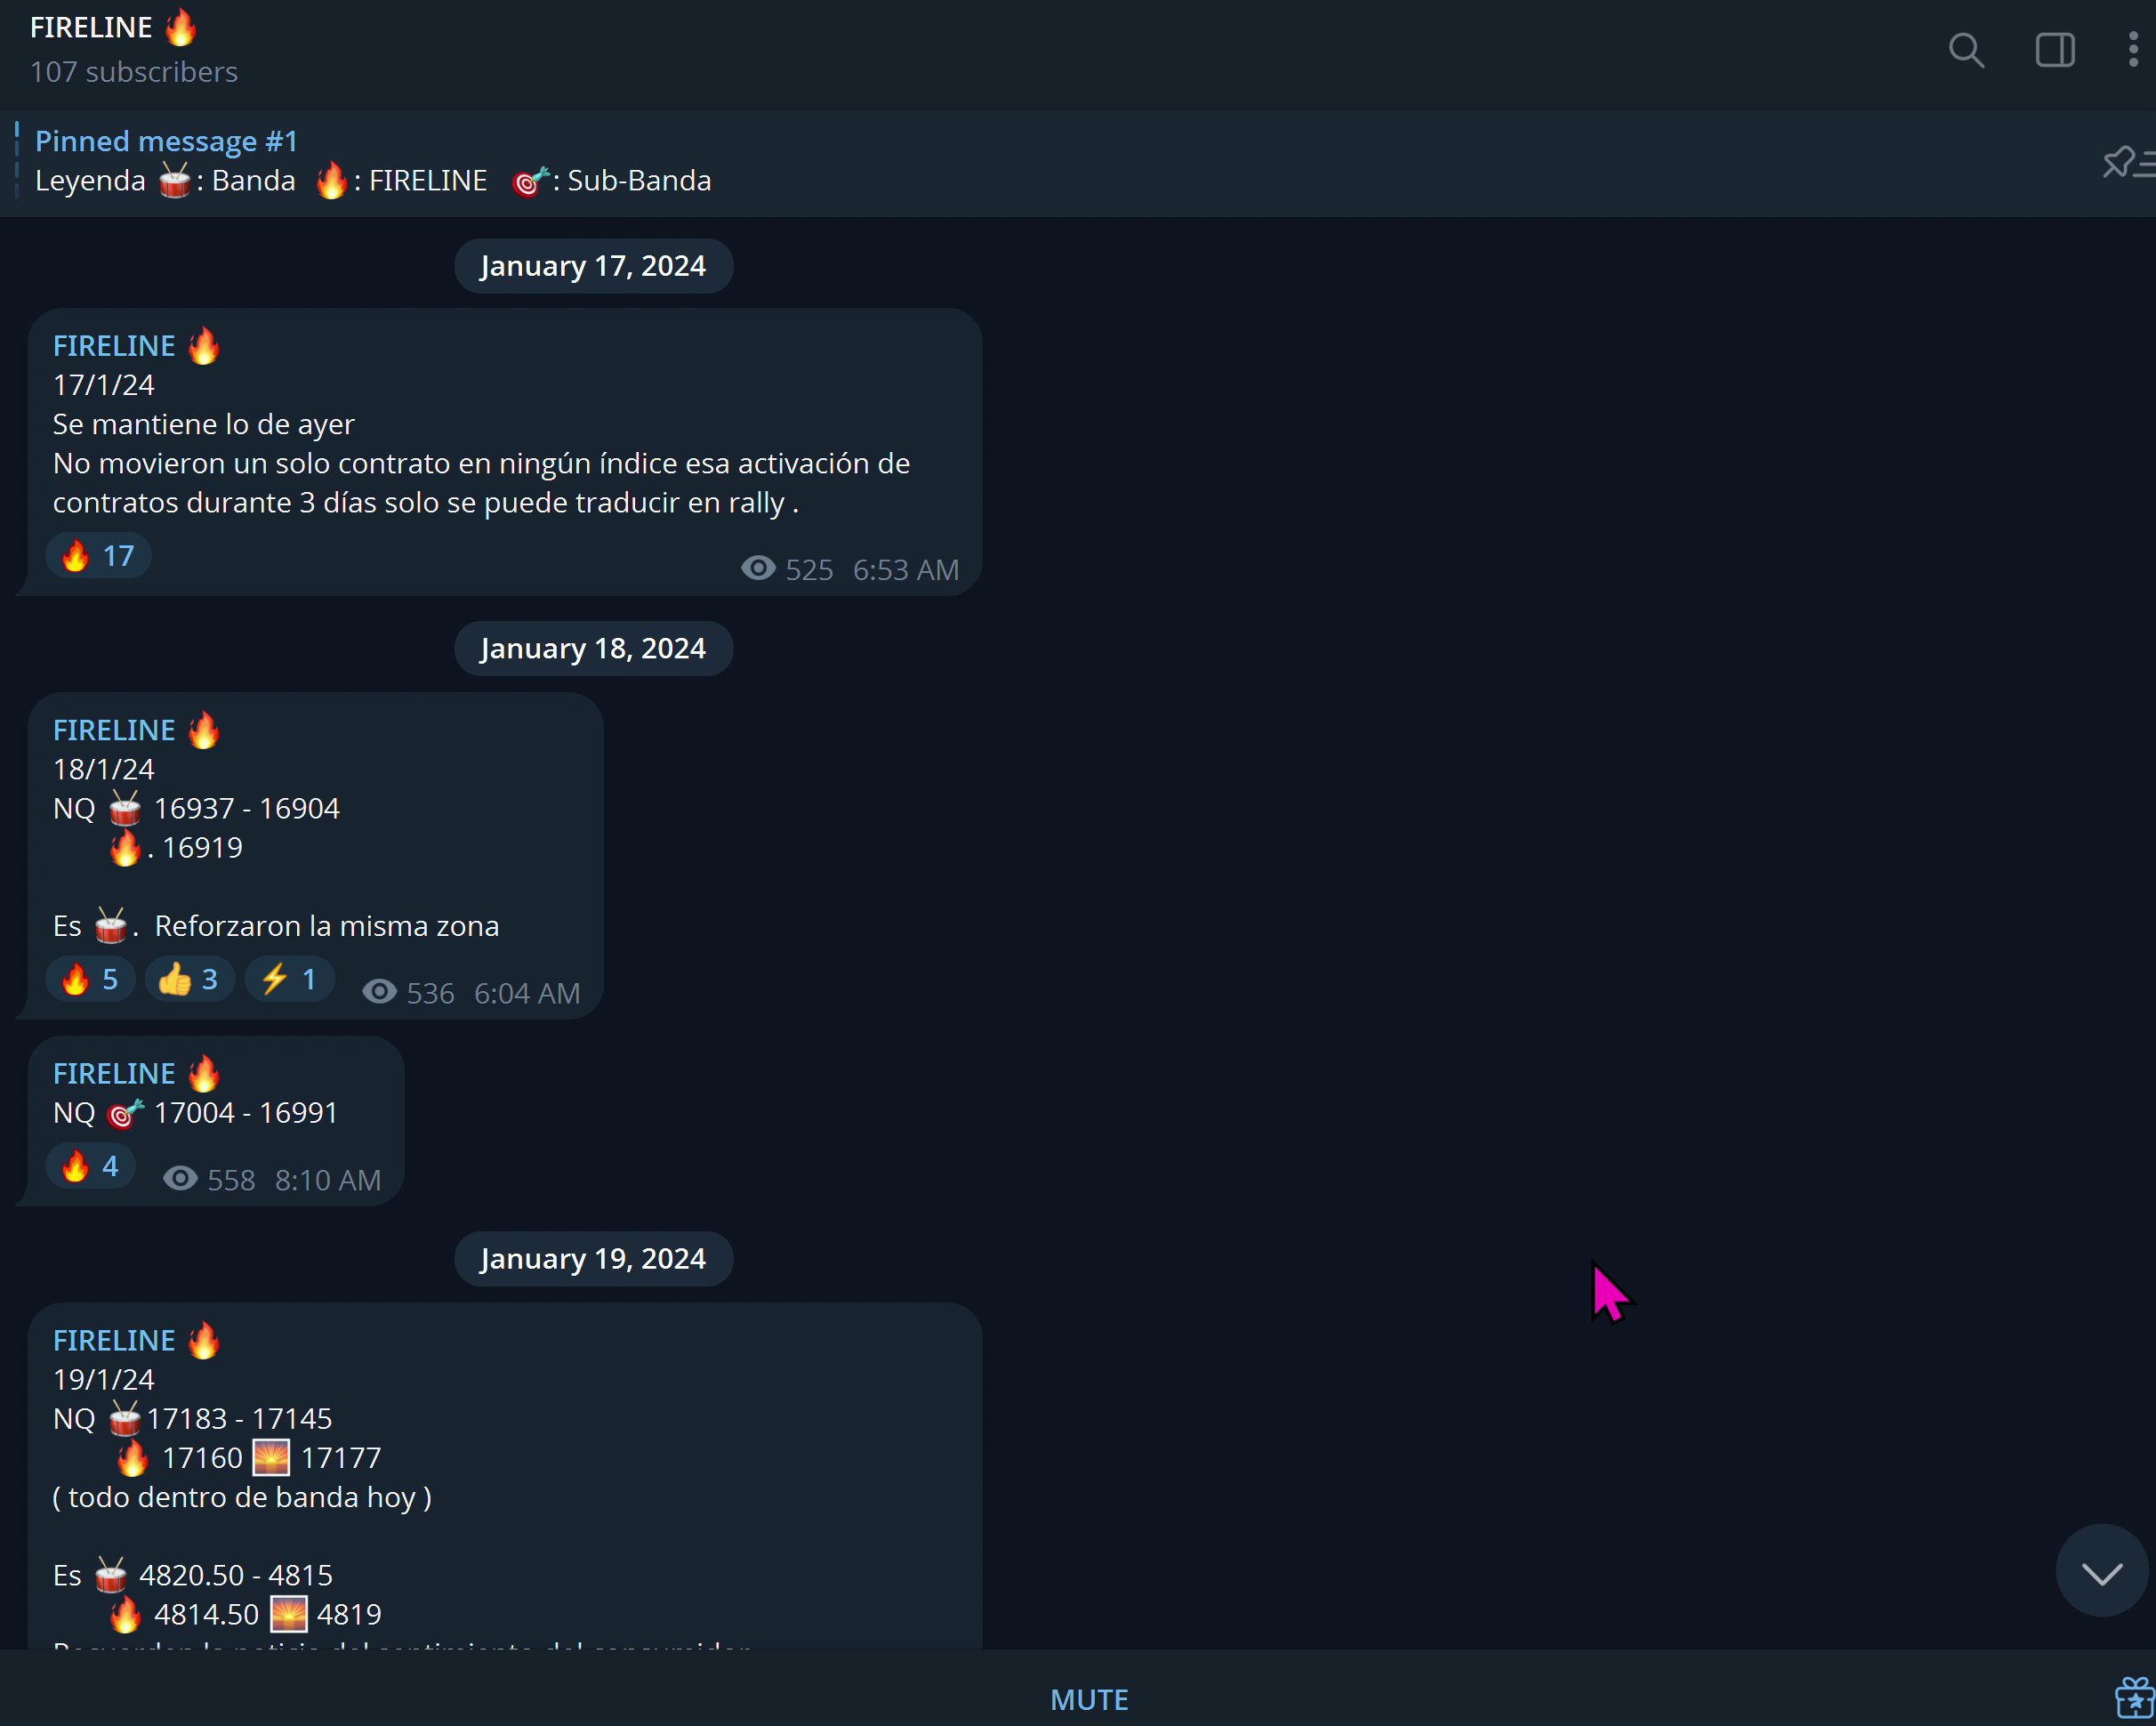 FIRELINE 🔥
107 subscribers
Pinned message #1
Leyenda 🥁: Banda 🔥: FIRELINE 🎯: Sub-Banda
January 17, 2024
FIRELINE 🔥
17/1/24
Se mantiene lo de ayer
No movieron un solo contrato en ningún índice esa activación de
contratos durante 3 días solo se puede traducir en rally .
🔥 17
525 6:53 AM
January 18, 2024
FIRELINE 🔥
18/1/24
NQ 🥁 16937 - 16904
🔥. 16919
Es 🥁. Reforzaron la misma zona
🔥 5 👍 3 ⚡ 1 536 6:04 AM
FIRELINE 🔥
NQ 🎯 17004 - 16991
🔥 4 558 8:10 AM
January 19, 2024
FIRELINE 🔥
19/1/24
NQ 🥁17183 - 17145
🔥 17160 🌅 17177
( todo dentro de banda hoy )
Es 🥁 4820.50 - 4815
🔥 4814.50 🌅 4819
MUTE